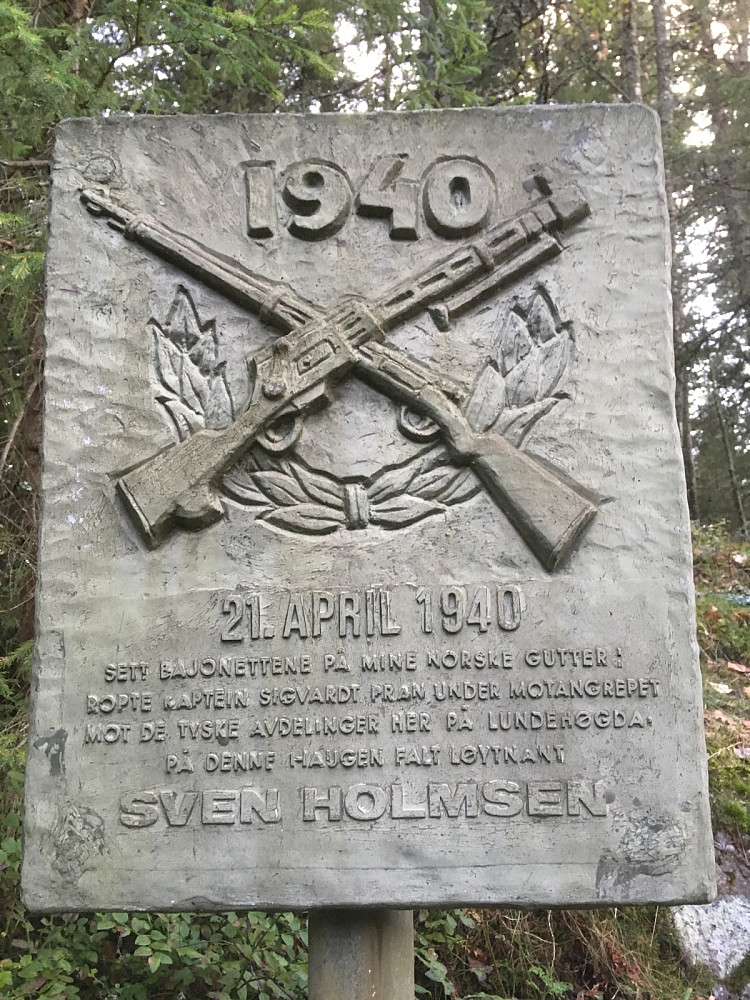 1940
21. APRIL 1940
SETT BAJONETTENE PÅ MINE NORSKE GUTTER!
ROPTE KAPTEIN SIGVARDT PRAN UNDER MOTANGREPET
MOT DE TYSKE AVDELINGER HER PÅ LUNDEHØGDA.
PÅ DENNE HAUGEN FALT LØYTNANT
SVEN HOLMSEN